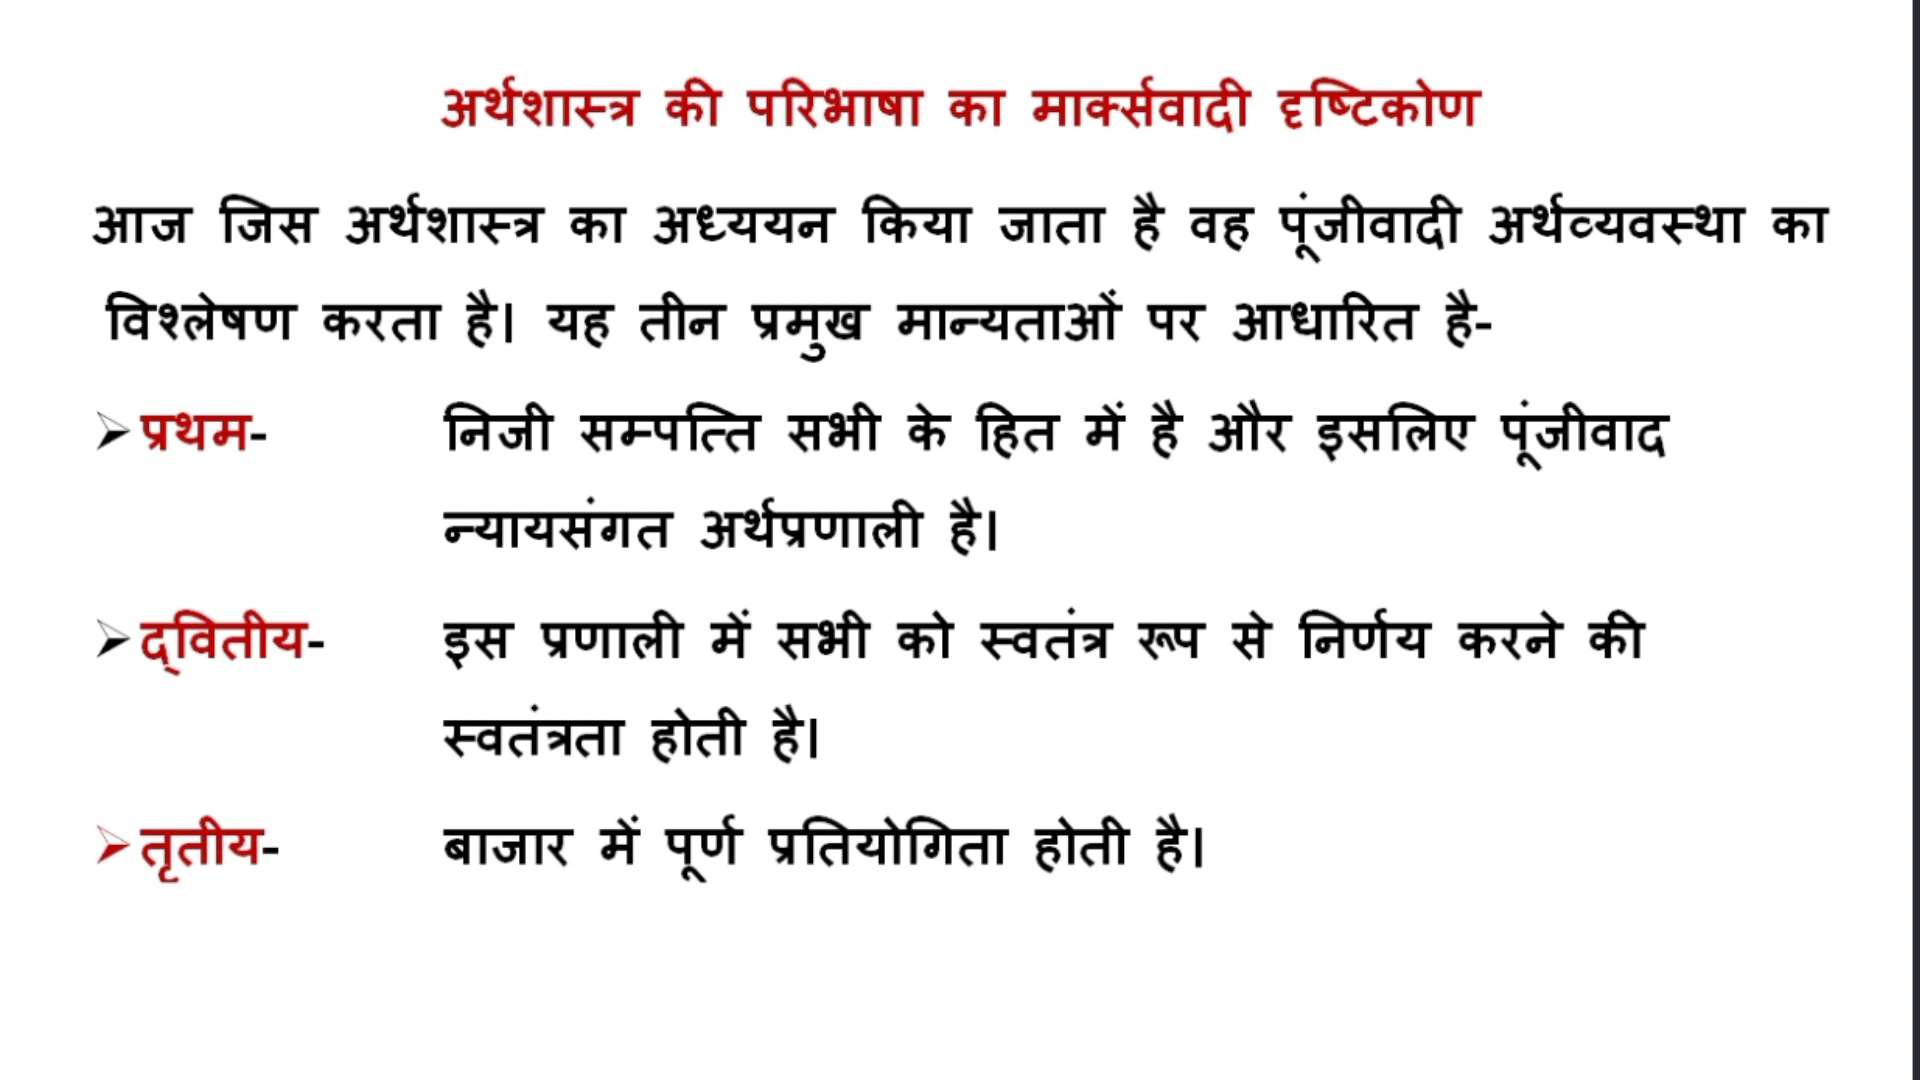 अर्थशास्त्र की परिभाषा का मार्क्सवादी दृष्टिकोण
आज जिस अर्थशास्त्र का अध्ययन किया जाता है वह पूंजीवादी अर्थव्यवस्था का
विश्लेषण करता है। यह तीन प्रमुख मान्यताओं पर आधारित है-
➢ प्रथम- निजी सम्पत्ति सभी के हित में है और इसलिए पूंजीवाद
न्यायसंगत अर्थप्रणाली है।
➢ द्वितीय- इस प्रणाली में सभी को स्वतंत्र रूप से निर्णय करने की
स्वतंत्रता होती है।
➢ तृतीय- बाजार में पूर्ण प्रतियोगिता होती है।